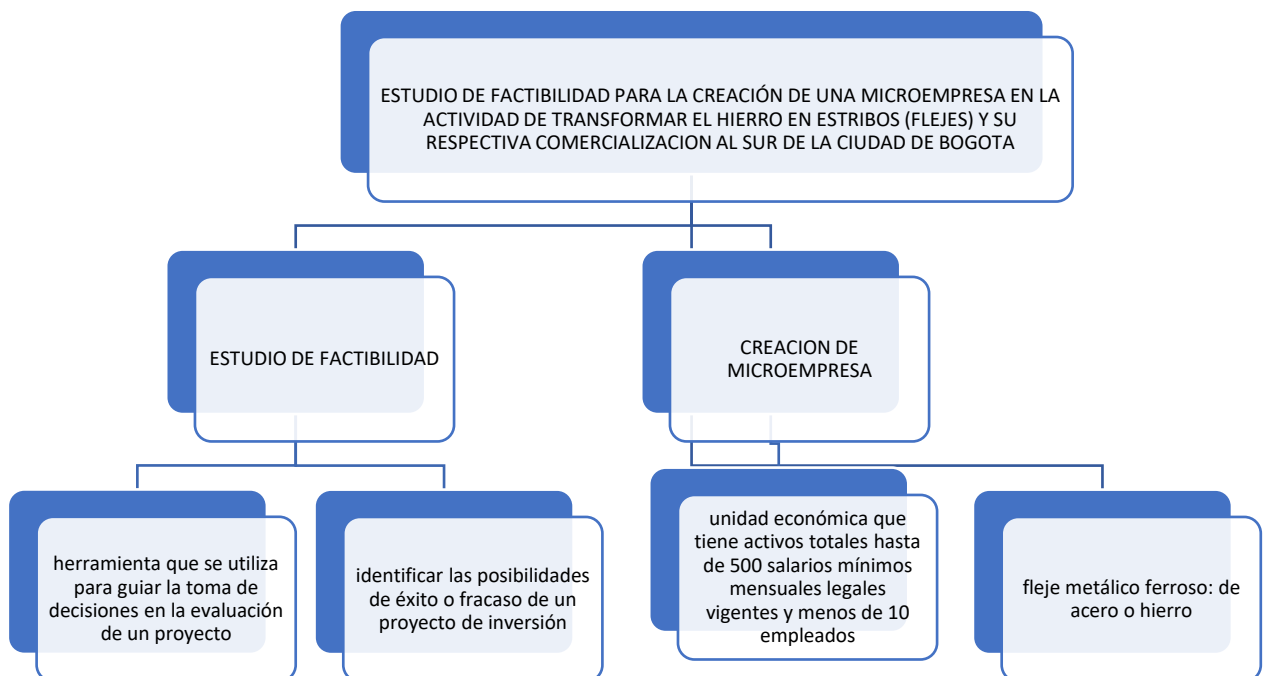 ESTUDIO DE FACTIBILIDAD PARA LA CREACIÓN DE UNA MICROEMPRESA EN LA
ACTIVIDAD DE TRANSFORMAR EL HIERRO EN ESTRIBOS (FLEJES) Y SU
RESPECTIVA COMERCIALIZACION AL SUR DE LA CIUDAD DE BOGOTA
ESTUDIO DE FACTIBILIDAD
CREACION DE
MICROEMPRESA
herramienta que se utiliza
para guiar la toma de
decisiones en la evaluación
de un proyecto
identificar las posibilidades
de éxito o fracaso de un
proyecto de inversión
unidad económica que
tiene activos totales hasta
de 500 salarios mínimos
mensuales legales
vigentes y menos de 10
empleados
fleje metálico ferroso: de
acero o hierro